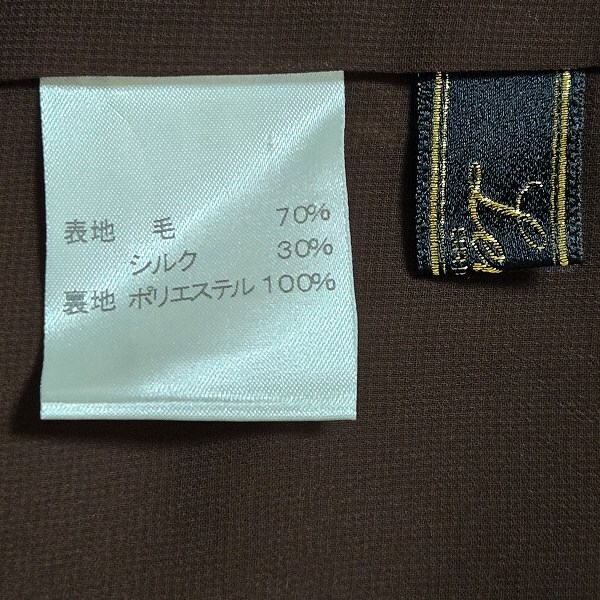 表地 毛 70%
シルク 30%
裏地 ポリエステル 100%